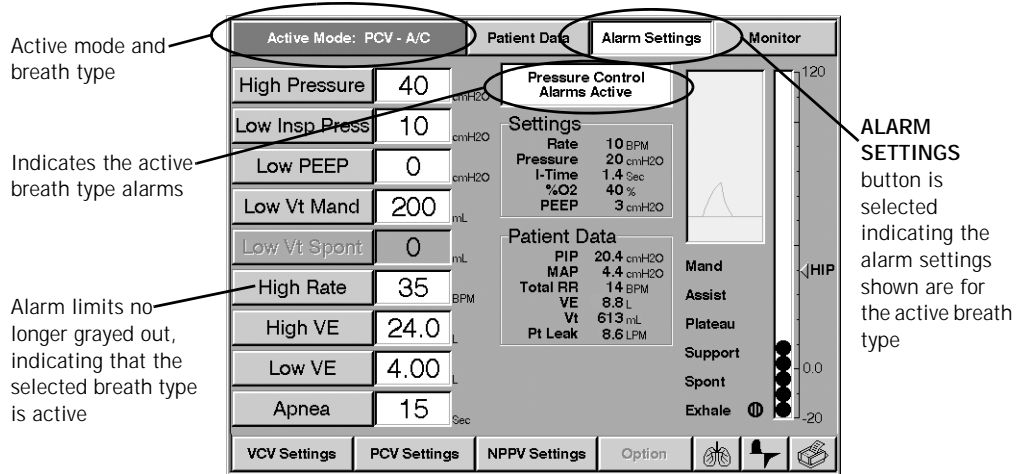 Active mode and
breath type
Indicates the active
breath type alarms
Alarm limits no
longer grayed out,
indicating that the
selected breath type
is active
Active Mode: PCV - A/C
Patient Data
Alarm Settings
Monitor
High Pressure 40 cmH2O
Low Insp Press 10 cmH2O
Low PEEP 0 cmH2O
Low Vt Mand 200 mL
Low Vt Spont 0 mL
High Rate 35 BPM
High VE 24.0 L
Low VE 4.00 L
Apnea 15 Sec
Pressure Control
Alarms Active
Settings
Rate 10 BPM
Pressure 20 cmH2O
I-Time 1.4 Sec
%O2 40 %
PEEP 3 cmH2O
Patient Data
PIP 20.4 cmH2O
MAP 4.4 cmH2O
Total RR 14 BPM
VE 8.8 L
Vt 613 mL
Pt Leak 8.6 LPM
Mand
Assist
Plateau
Support
Spont
Exhale
120
HIP
0.0
-20
VCV Settings
PCV Settings
NPPV Settings
Option
ALARM
SETTINGS
button is
selected
indicating the
alarm settings
shown are for
the active breath
type